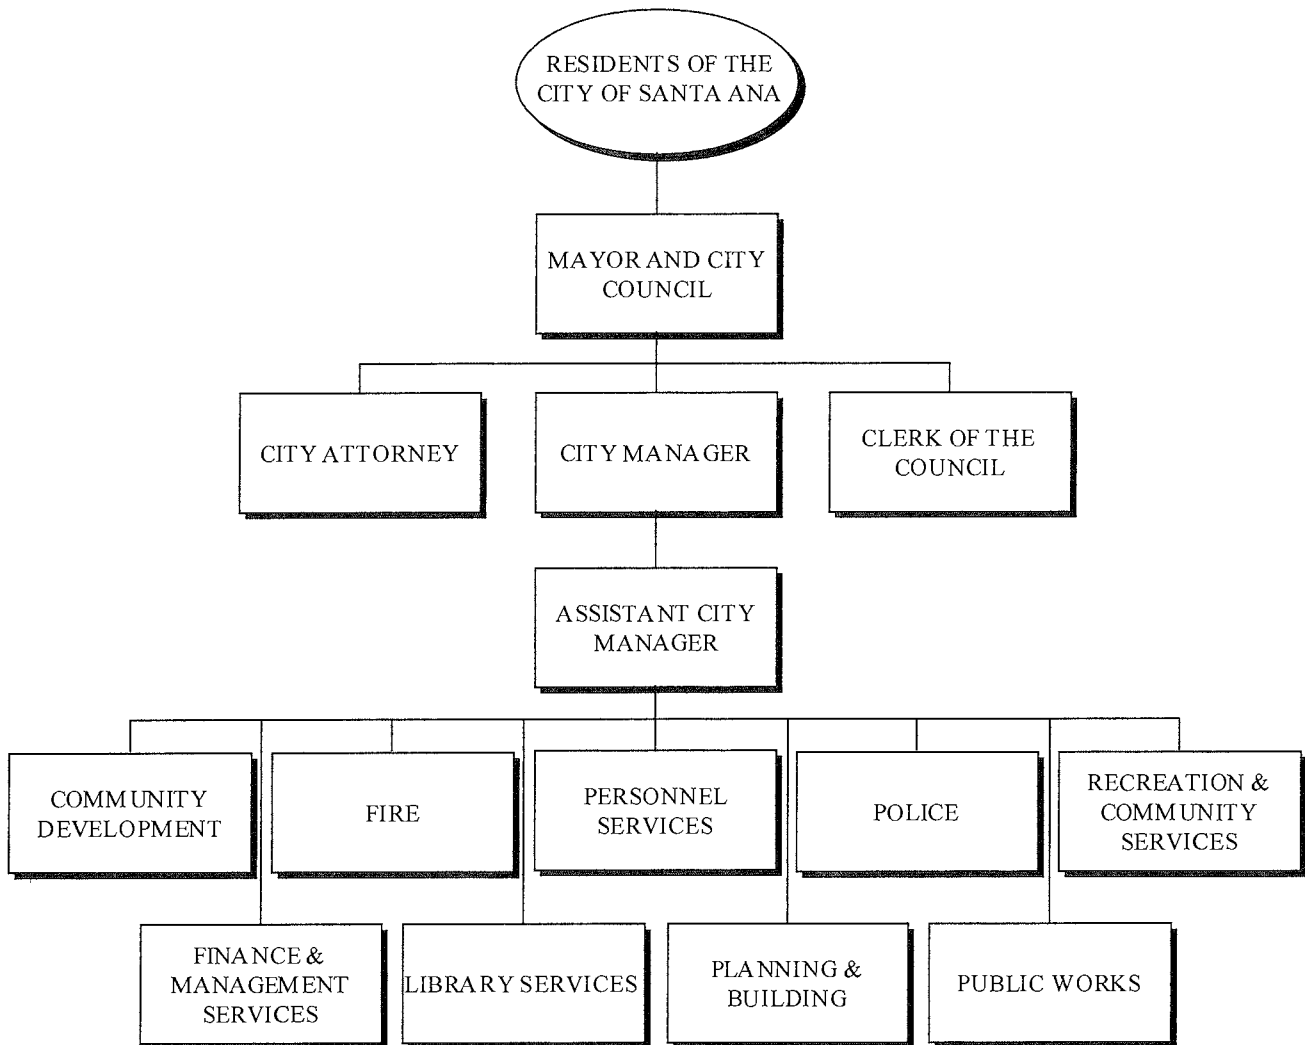 RESIDENTS OF THE
CITY OF SANTA ANA
MAYOR AND CITY
COUNCIL
CITY ATTORNEY
CITY MANAGER
CLERK OF THE
COUNCIL
ASSISTANT CITY
MANAGER
COMMUNITY
DEVELOPMENT
FIRE
PERSONNEL
SERVICES
POLICE
RECREATION &
COMMUNITY
SERVICES
FINANCE &
MANAGEMENT
SERVICES
LIBRARY SERVICES
PLANNING &
BUILDING
PUBLIC WORKS